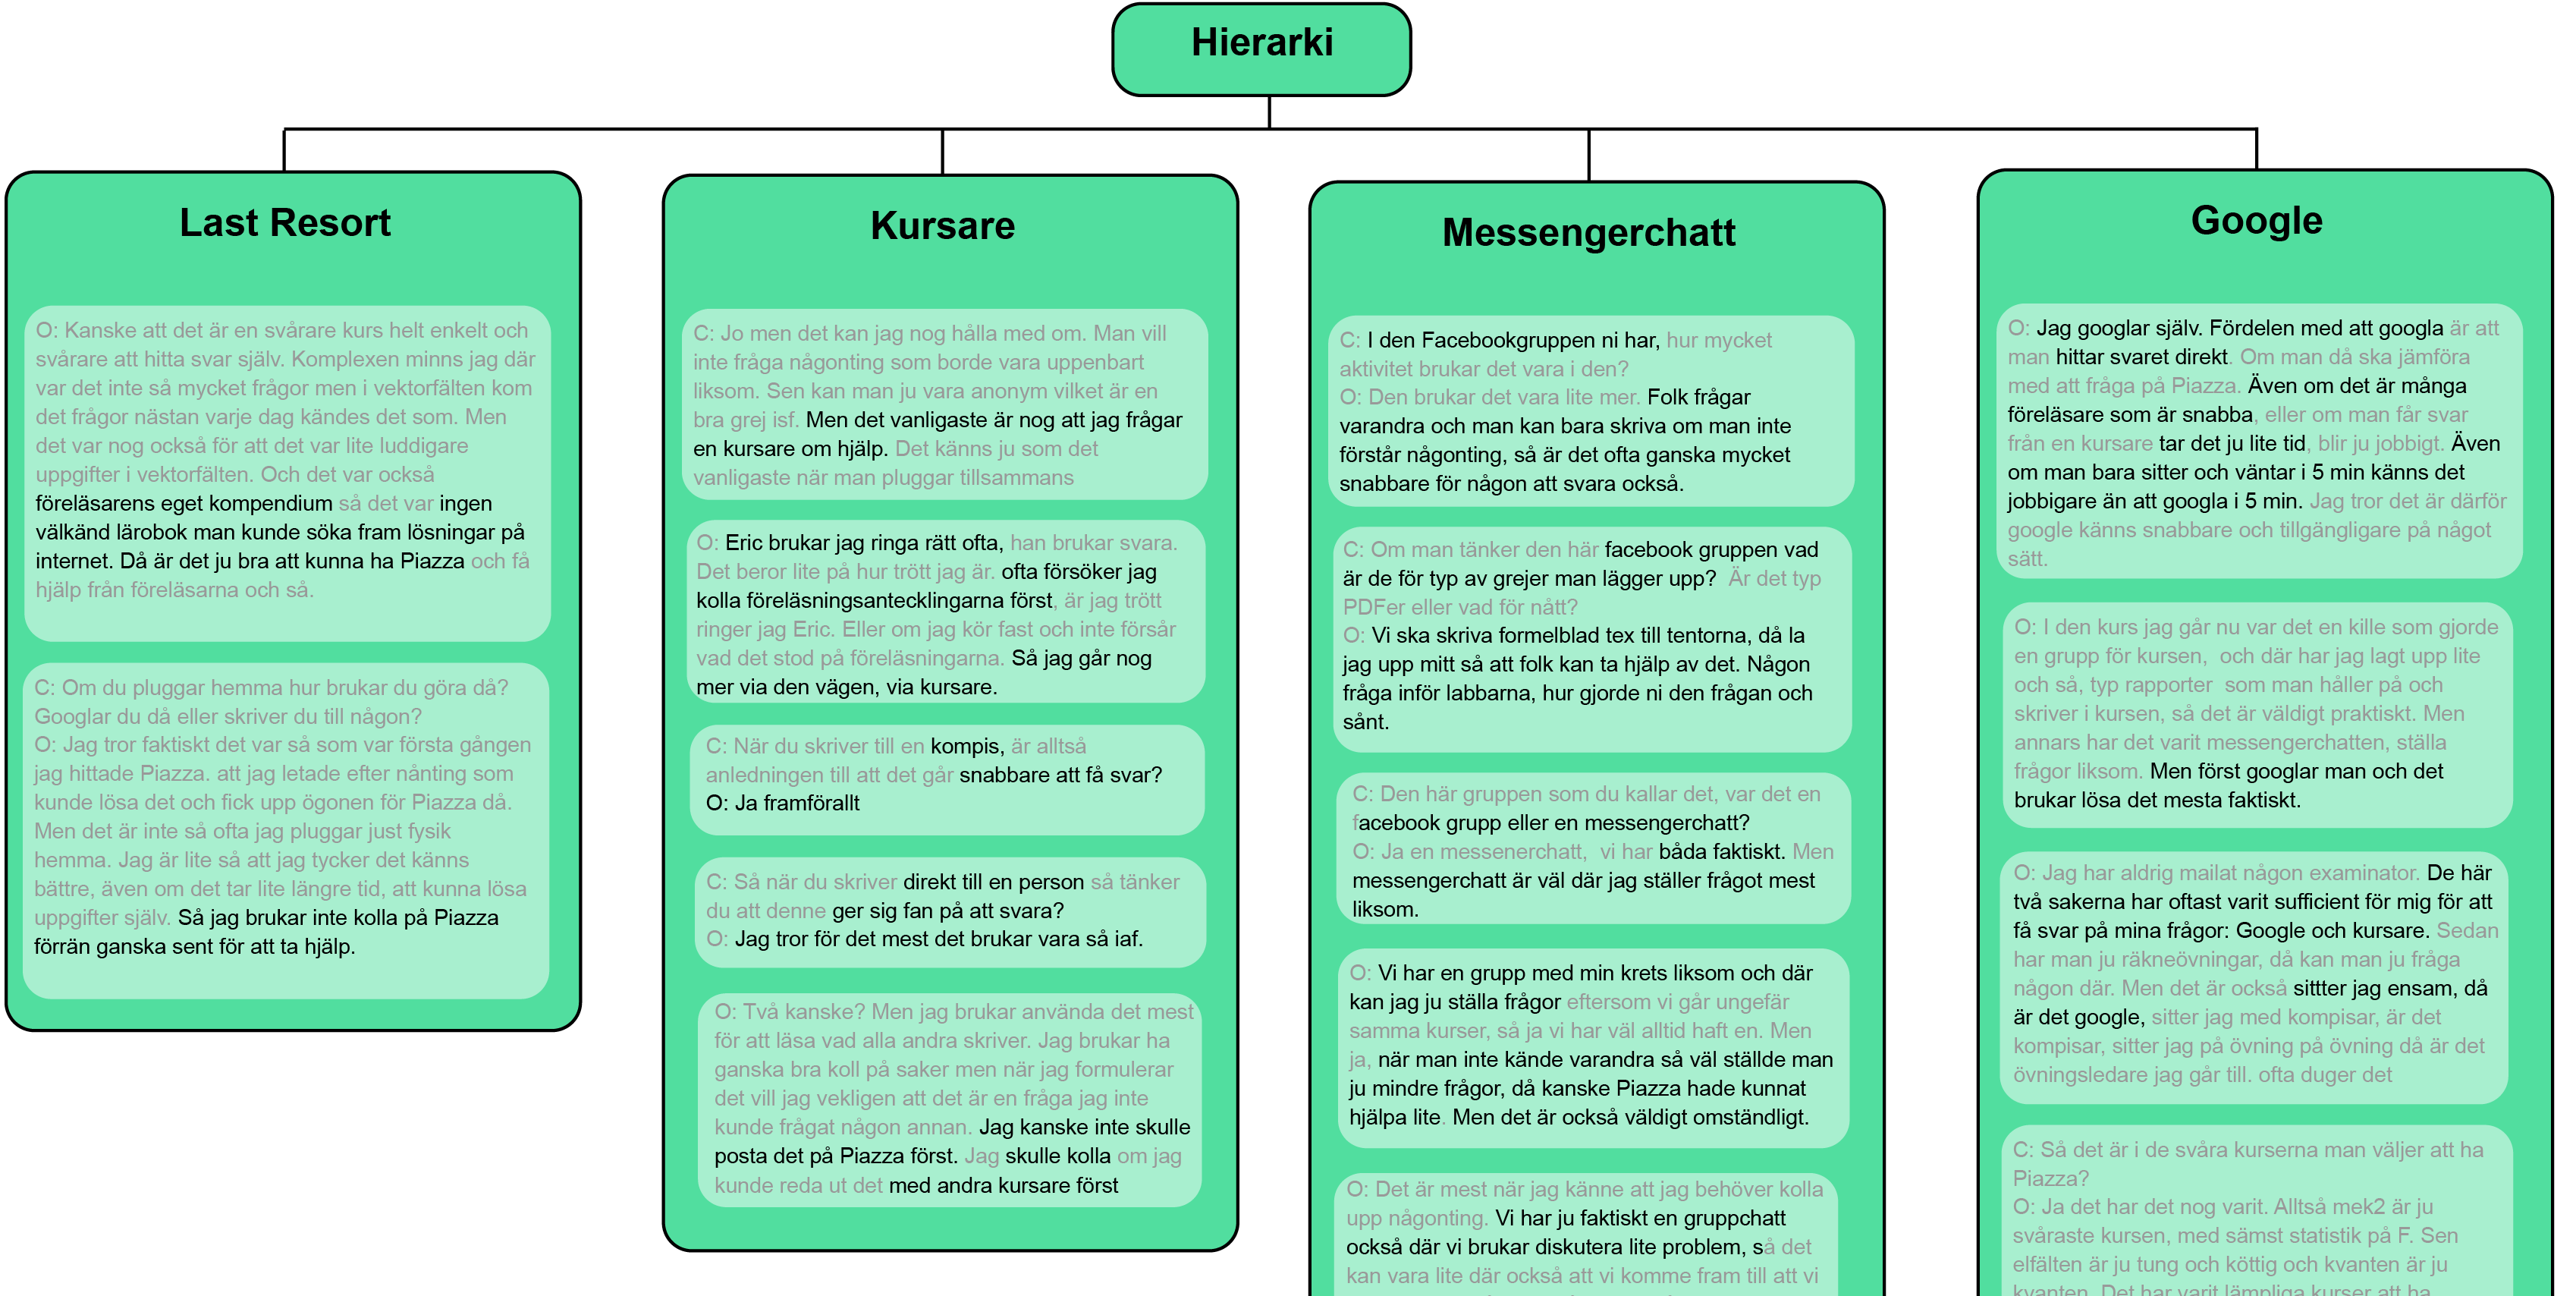 Hierarki
Last Resort
O: Kanske att det är en svårare kurs helt enkelt och
svårare att hitta svar själv. Komplexen minns jag där
var det inte så mycket frågor men i vektorfälten kom
det frågor nästan varje dag kändes det som. Men
det var nog också för att det var lite luddigare
uppgifter i vektorfälten. Och det var också
föreläsarens eget kompendium så det var ingen
välkänd lärobok man kunde söka fram lösningar på
internet. Då är det ju bra att kunna ha Piazza och få
hjälp från föreläsarna och så.
C: Om du pluggar hemma hur brukar du göra då?
Googlar du då eller skriver du till någon?
O: Jag tror faktiskt det var så som var första gången
jag hittade Piazza. att jag letade efter nånting som
kunde lösa det och fick upp ögonen för Piazza då.
Men det är inte så ofta jag pluggar just fysik
hemma. Jag är lite så att jag tycker det känns
bättre, även om det tar lite längre tid, att kunna lösa
uppgifter själv. Så jag brukar inte kolla på Piazza
förrän ganska sent för att ta hjälp.
Kursare
C: Jo men det kan jag nog hålla med om. Man vill
inte fråga någonting som borde vara uppenbart
liksom. Sen kan man ju vara anonym vilket är en
bra grej isf. Men det vanligaste är nog att jag frågar
en kursare om hjälp. Det känns ju som det
vanligaste när man pluggar tillsammans
O: Eric brukar jag ringa rätt ofta, han brukar svara.
Det beror lite på hur trött jag är. ofta försöker jag
kolla föreläsningsantecklingarna först, är jag trött
ringer jag Eric. Eller om jag kör fast och inte försår
vad det stod på föreläsningarna. Så jag går nog
mer via den vägen, via kursare.
C: När du skriver till en kompis, är alltså
anledningen till att det går snabbare att få svar?
O: Ja framförallt
C: Så när du skriver direkt till en person så tänker
du att denne ger sig fan på att svara?
O: Jag tror för det mest det brukar vara så iaf.
O: Två kanske? Men jag brukar använda det mest
för att läsa vad alla andra skriver. Jag brukar ha
ganska bra koll på saker men när jag formulerar
det vill jag vekligen att det är en fråga jag inte
kunde frågat någon annan. Jag kanske inte skulle
posta det på Piazza först. Jag skulle kolla om jag
kunde reda ut det med andra kursare först
Messengerchatt
C: I den Facebookgruppen ni har, hur mycket
aktivitet brukar det vara i den?
O: Den brukar det vara lite mer. Folk frågar
varandra och man kan bara skriva om man inte
förstår någonting, så är det ofta ganska mycket
snabbare för någon att svara också.
C: Om man tänker den här facebook gruppen vad
är de för typ av grejer man lägger upp?  Är det typ
PDFer eller vad för nått?
O: Vi ska skriva formelblad tex till tentorna, då la
jag upp mitt så att folk kan ta hjälp av det. Någon
fråga inför labbarna, hur gjorde ni den frågan och
sånt.
C: Den här gruppen som du kallar det, var det en
facebook grupp eller en messengerchatt?
O: Ja en messenerchatt,  vi har båda faktiskt. Men
messengerchatt är väl där jag ställer frågot mest
liksom.
O: Vi har en grupp med min krets liksom och där
kan jag ju ställa frågor eftersom vi går ungefär
samma kurser, så ja vi har väl alltid haft en. Men
ja, när man inte kände varandra så väl ställde man
ju mindre frågor, då kanske Piazza hade kunnat
hjälpa lite. Men det är också väldigt omständligt.
O: Det är mest när jag känne att jag behöver kolla
upp någonting. Vi har ju faktiskt en gruppchatt
också där vi brukar diskutera lite problem, så det
kan vara lite där också att vi komme fram till att vi
Google
O: Jag googlar själv. Fördelen med att googla är att
man hittar svaret direkt. Om man då ska jämföra
med att fråga på Piazza. Även om det är många
föreläsare som är snabba, eller om man får svar
från en kursare tar det ju lite tid, blir ju jobbigt. Även
om man bara sitter och väntar i 5 min känns det
jobbigare än att googla i 5 min. Jag tror det är därför
google känns snabbare och tillgängligare på något
sätt.
O: I den kurs jag går nu var det en kille som gjorde
en grupp för kursen,  och där har jag lagt upp lite
och så, typ rapporter  som man håller på och
skriver i kursen, så det är väldigt praktiskt. Men
annars har det varit messengerchatten, ställa
frågor liksom. Men först googlar man och det
brukar lösa det mesta faktiskt.
O: Jag har aldrig mailat någon examinator. De här
två sakerna har oftast varit sufficient för mig för att
få svar på mina frågor: Google och kursare. Sedan
har man ju räkneövningar, då kan man ju fråga
någon där. Men det är också sittter jag ensam, då
är det google, sitter jag med kompisar, är det
kompisar, sitter jag på övning på övning då är det
övningsledare jag går till. ofta duger det
C: Så det är i de svåra kurserna man väljer att ha
Piazza?
O: Ja det har det nog varit. Alltså mek2 är ju
svåraste kursen, med sämst statistik på F. Sen
elfälten är ju tung och köttig och kvanten är ju
kvanten. Det har varit lämpliga kurser att ha